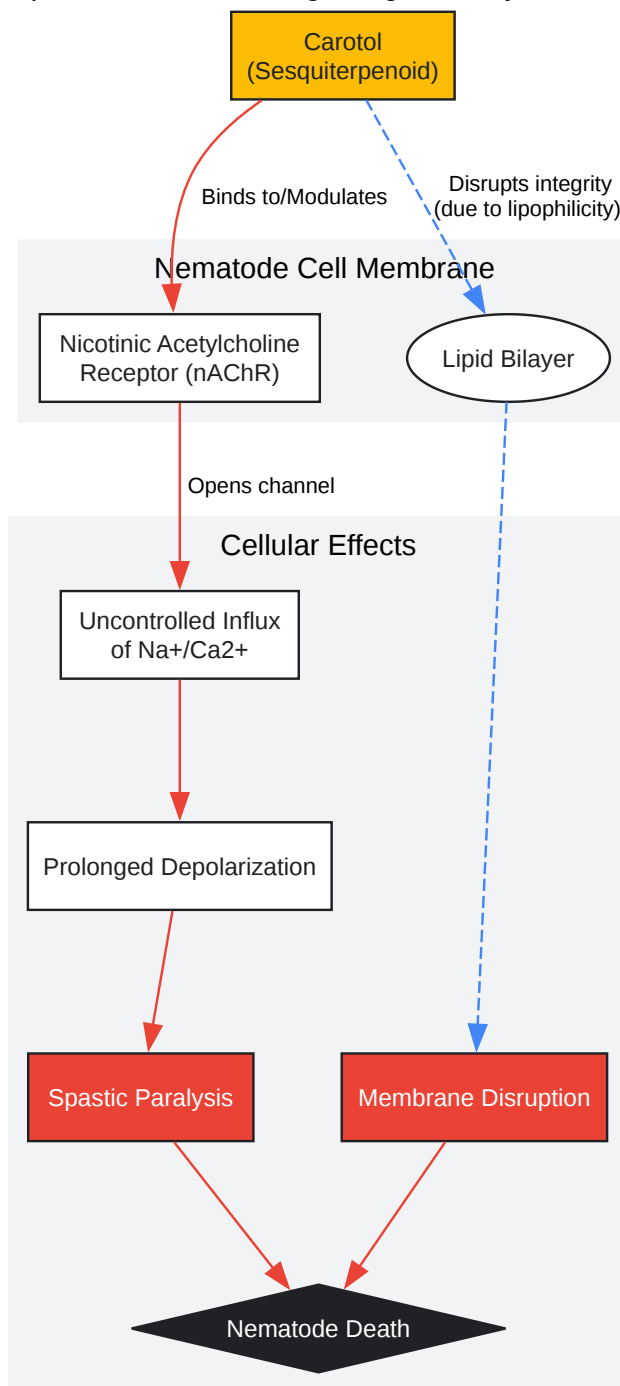 Carotol
(Sesquiterpenoid)
Binds to/Modulates
Disrupts integrity
(due to lipophilicity)
Nematode Cell Membrane
Nicotinic Acetylcholine
Receptor (nAChR)
Lipid Bilayer
Opens channel
Cellular Effects
Uncontrolled Influx
of Na+/Ca2+
Prolonged Depolarization
Spastic Paralysis
Membrane Disruption
Nematode Death